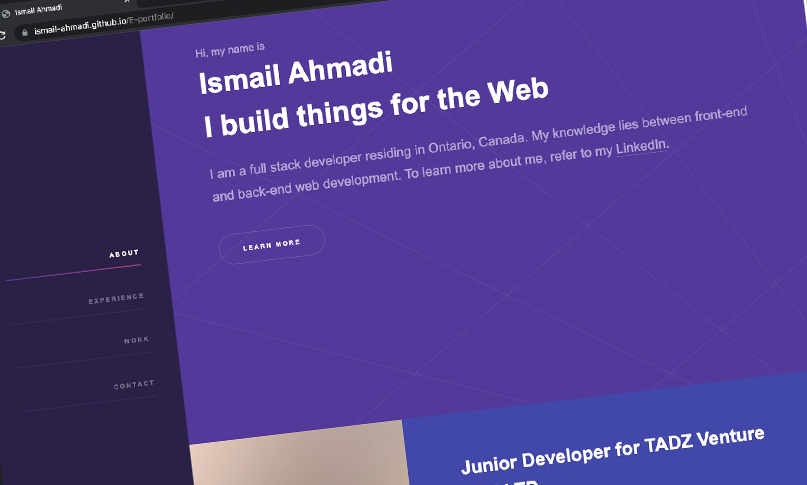 Ismail Ahmadi
ismail-ahmadi.github.io/E-portfolio/
Hi, my name is
Ismail Ahmadi
I build things for the Web
I am a full stack developer residing in Ontario, Canada. My knowledge lies between front-end
and back-end web development. To learn more about me, refer to my LinkedIn.
LEARN MORE
ABOUT
EXPERIENCE
WORK
CONTACT
Junior Developer for TADZ Venture